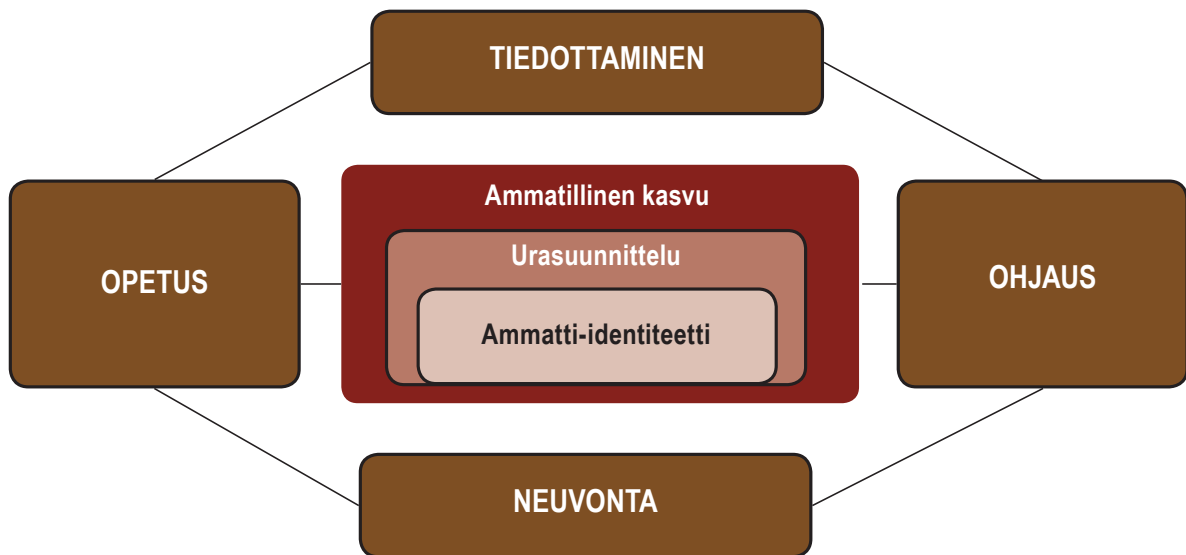 TIEDOTTAMINEN
Ammatillinen kasvu
Urasuunnittelu
OPETUS
OHJAUS
Ammatti-identiteetti
NEUVONTA